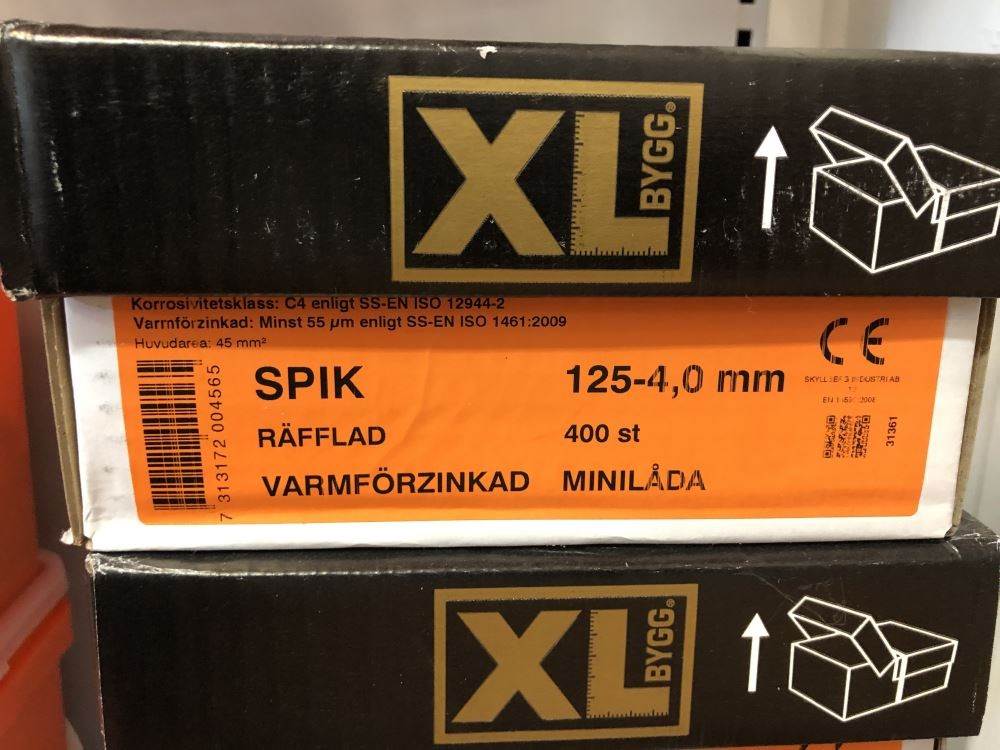 XL BYGG®
Korrosivitetsklass: C4 enligt SS-EN ISO 12944-2
Varmförzinkad: Minst 55 µm enligt SS-EN ISO 1461:2009
Huvudarea: 45 mm²
CE
SPIK 125-4,0 mm
INDUSTRI AB
RÄFFLAD 400 st
31361
VARMFÖRZINKAD MINILÅDA
7 313172 004565
XL BYGG®